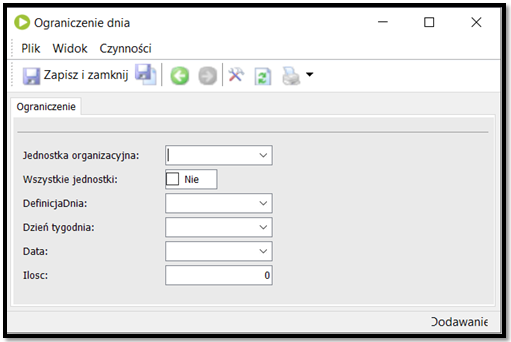 Ograniczenie dnia
Plik Widok Czynności
Zapisz i zamknij
Ograniczenie
Jednostka organizacyjna:
Wszystkie jednostki: Nie
DefinicjaDnia:
Dzień tygodnia:
Data:
Ilosc: 0
Dodawanie